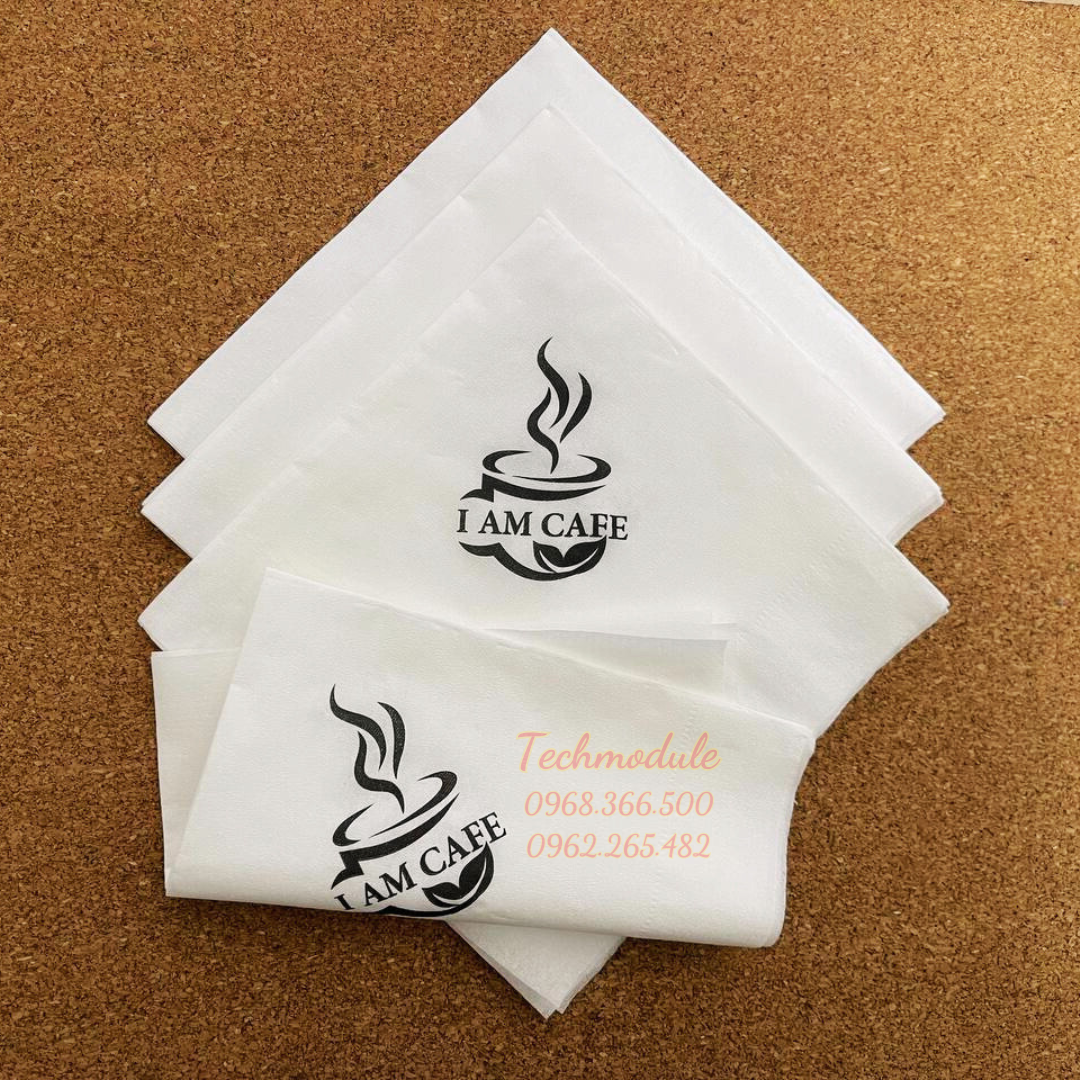 I AM CAFE
Techmodule
0968.366.500
0962.265.482
I AM CAFE